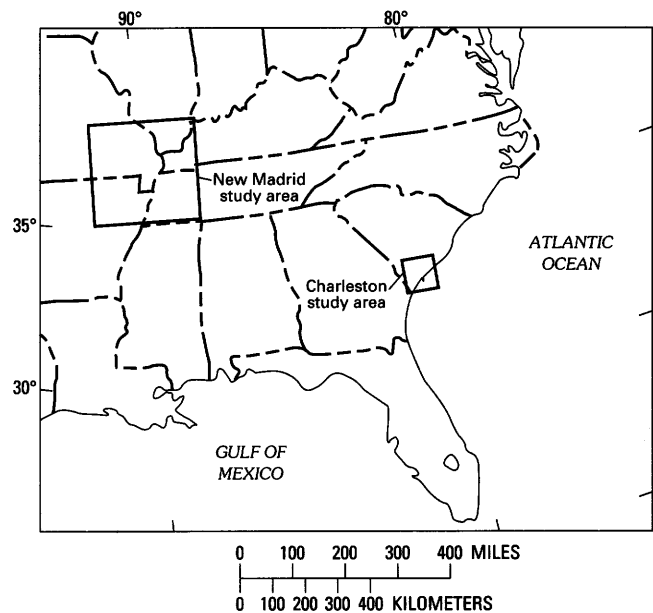 90°
80°
New Madrid
study area
35°
ATLANTIC
OCEAN
Charleston
study area
30°
GULF OF
MEXICO
0 100 200 300 400 MILES
0 100 200 300 400 KILOMETERS